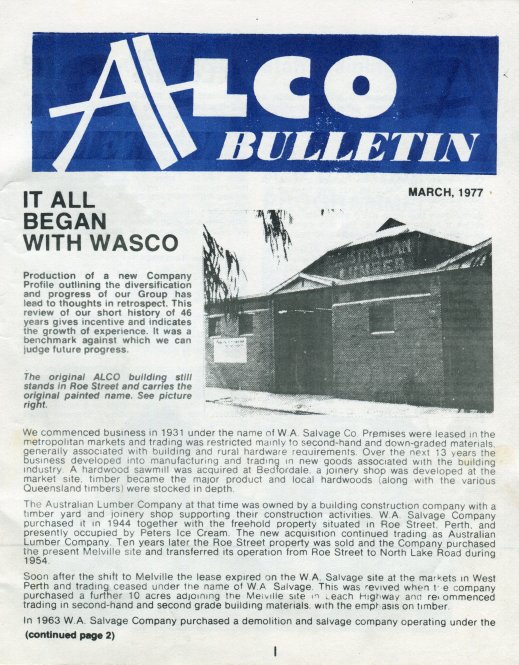 ALCO
BULLETIN
MARCH, 1977
IT ALL
BEGAN
WITH WASCO
Production of a new Company
Profile outlining the diversification
and progress of our Group has
lead to thoughts in retrospect. This
review of our short history of 46
years gives incentive and indicates
the growth of experience. It was a
benchmark against which we can
judge future progress.
The original ALCO building still
stands in Roe Street and carries the
original painted name. See picture
right.
AUSTRALIAN
LUMBER
We commenced business in 1931 under the name of W.A. Salvage Co. Premises were leased in the
metropolitan markets and trading was restricted mainly to second-hand and down-graded materials,
generally associated with building and rural hardware requirements. Over the next 13 years the
business developed into manufacturing and trading in new goods associated with the building
industry. A hardwood sawmill was acquired at Bedfordale, a joinery shop was developed at the
market site, timber became the major product and local hardwoods (along with the various
Queensland timbers) were stocked in depth.
The Australian Lumber Company at that time was owned by a building construction company with a
timber yard and joinery shop supporting their construction activities. W.A. Salvage Company
purchased it in 1944 together with the freehold property situated in Roe Street, Perth, and
presently occupied by Peters Ice Cream. The new acquisition continued trading as Australian
Lumber Company. Ten years later the Roe Street property was sold and the Company purchased
the present Melville site and transferred its operation from Roe Street to North Lake Road during
1954.
Soon after the shift to Melville the lease expired on the W.A. Salvage site at the markets in West
Perth and trading ceased under the name of W.A. Salvage. This was revived when the company
purchased a further 10 acres adjoining the Melville site in Leach Highway and recommenced
trading in second-hand and second grade building materials, with the emphasis on timber.
In 1963 W.A. Salvage Company purchased a demolition and salvage company operating under the
(continued page 2)
1